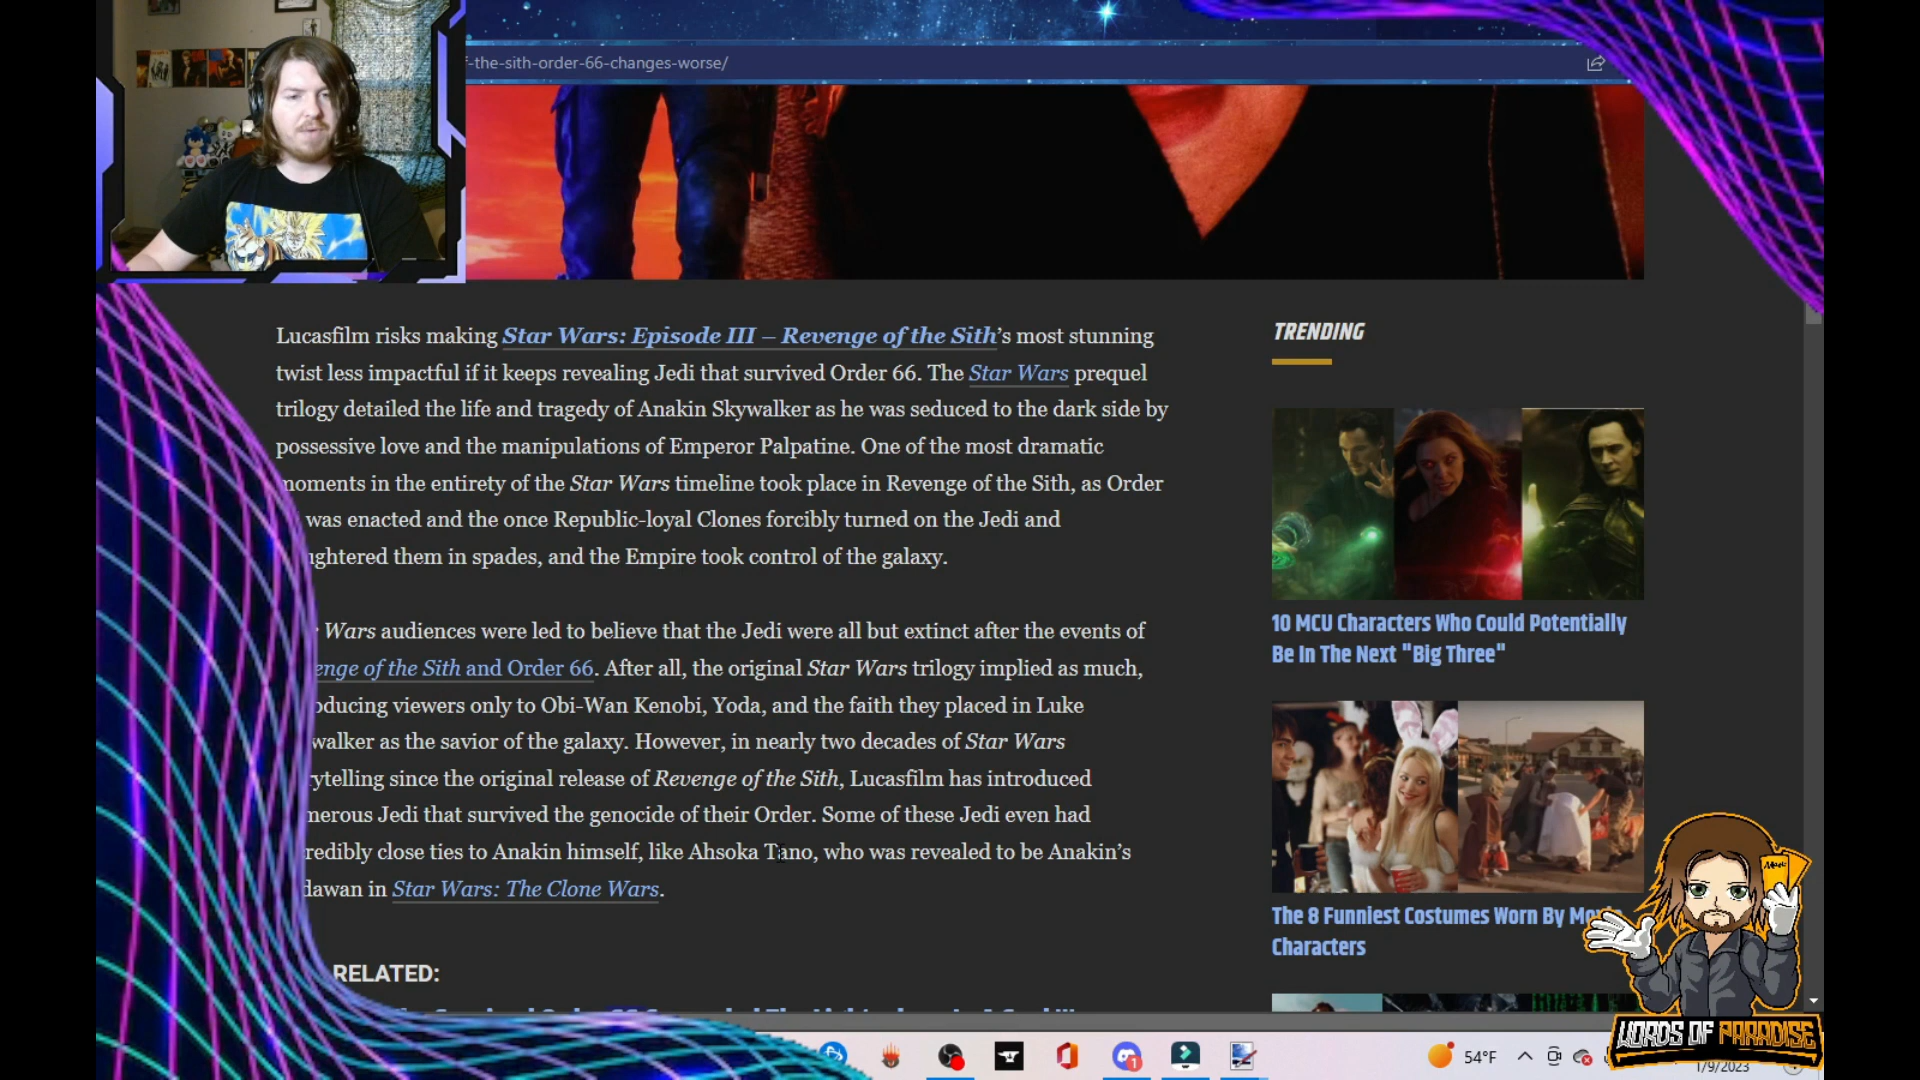 f-the-sith-order-66-changes-worse/
Lucasfilm risks making Star Wars: Episode III – Revenge of the Sith's most stunning
twist less impactful if it keeps revealing Jedi that survived Order 66. The Star Wars prequel
trilogy detailed the life and tragedy of Anakin Skywalker as he was seduced to the dark side by
possessive love and the manipulations of Emperor Palpatine. One of the most dramatic
moments in the entirety of the Star Wars timeline took place in Revenge of the Sith, as Order
was enacted and the once Republic-loyal Clones forcibly turned on the Jedi and
ughtered them in spades, and the Empire took control of the galaxy.
Wars audiences were led to believe that the Jedi were all but extinct after the events of
enge of the Sith and Order 66. After all, the original Star Wars trilogy implied as much,
oducing viewers only to Obi-Wan Kenobi, Yoda, and the faith they placed in Luke
walker as the savior of the galaxy. However, in nearly two decades of Star Wars
rytelling since the original release of Revenge of the Sith, Lucasfilm has introduced
merous Jedi that survived the genocide of their Order. Some of these Jedi even had
redibly close ties to Anakin himself, like Ahsoka Tano, who was revealed to be Anakin's
dawan in Star Wars: The Clone Wars.
RELATED:
TRENDING
10 MCU Characters Who Could Potentially
Be In The Next "Big Three"
The 8 Funniest Costumes Worn By Movie
Characters
WORDS OF PARADISE
54°F
1/9/2023